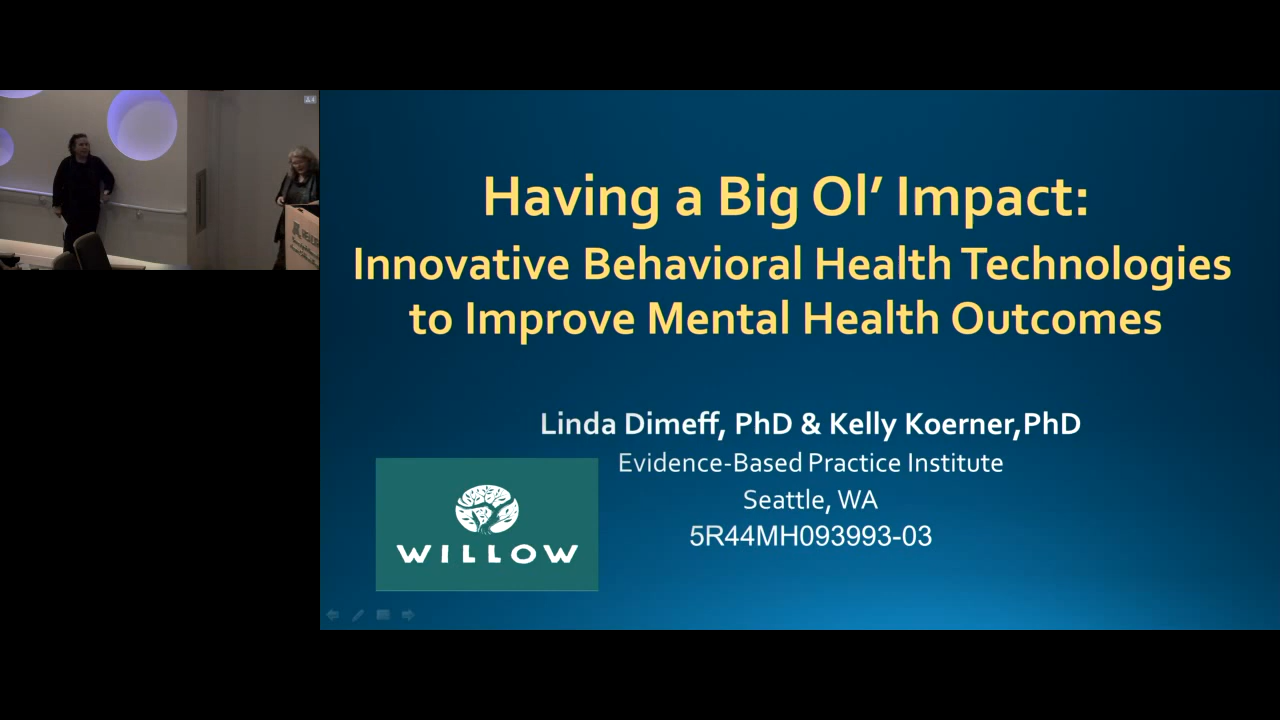 Having a Big Ol’ Impact:
Innovative Behavioral Health Technologies
to Improve Mental Health Outcomes
Linda Dimeff, PhD & Kelly Koerner,PhD
Evidence-Based Practice Institute
Seattle, WA
5R44MH093993-03
WILLOW